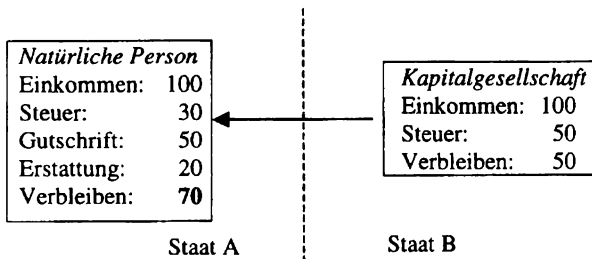 Natürliche Person
Einkommen: 100
Steuer: 30
Gutschrift: 50
Erstattung: 20
Verbleiben: 70
Kapitalgesellschaft
Einkommen: 100
Steuer: 50
Verbleiben: 50
Staat A
Staat B